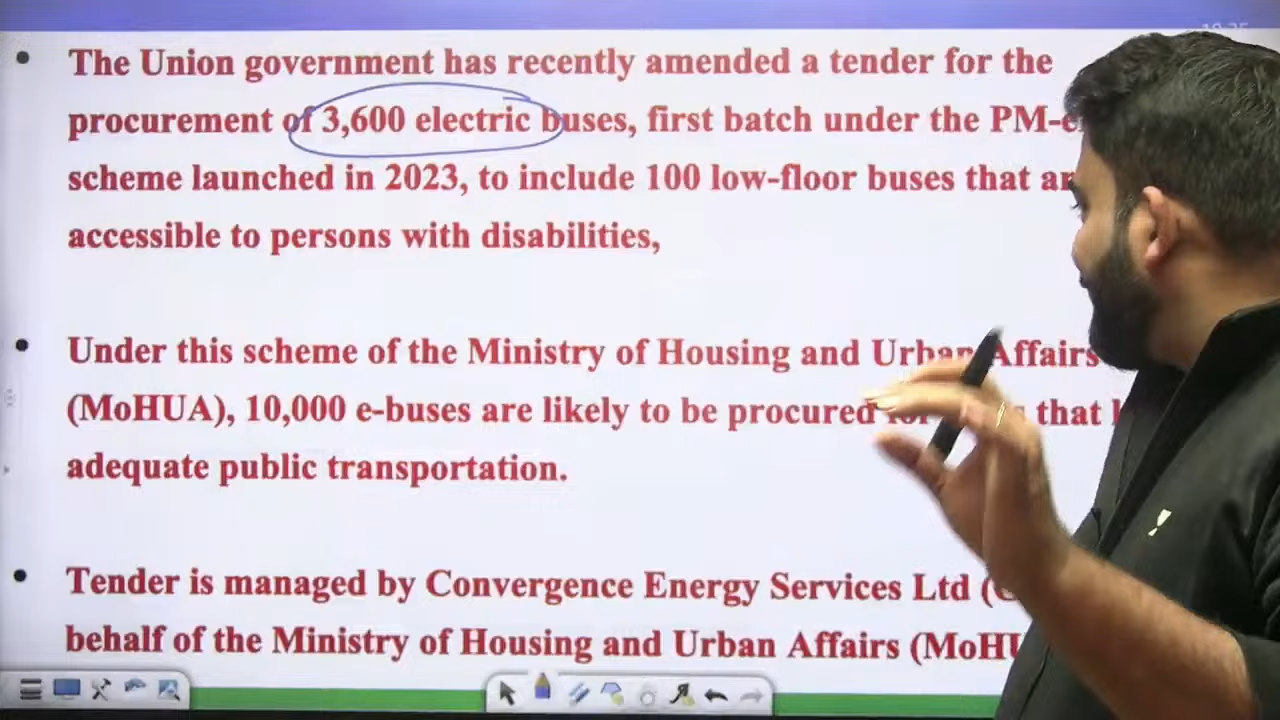 The Union government has recently amended a tender for the
procurement of 3,600 electric buses, first batch under the PM-e
scheme launched in 2023, to include 100 low-floor buses that
accessible to persons with disabilities,
Under this scheme of the Ministry of Housing and Urban Affairs
(MoHUA), 10,000 e-buses are likely to be procured that
adequate public transportation.
Tender is managed by Convergence Energy Services Ltd
behalf of the Ministry of Housing and Urban Affairs (MoHU